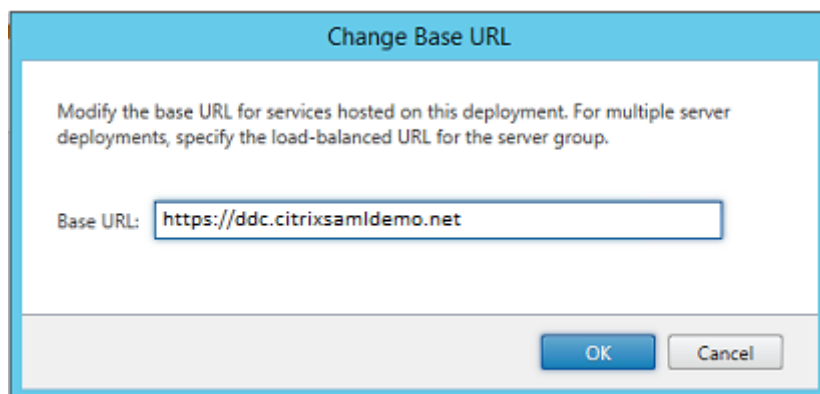 Change Base URL
Modify the base URL for services hosted on this deployment. For multiple server
deployments, specify the load-balanced URL for the server group.
Base URL: https://ddc.citrixsamldemo.net
OK Cancel